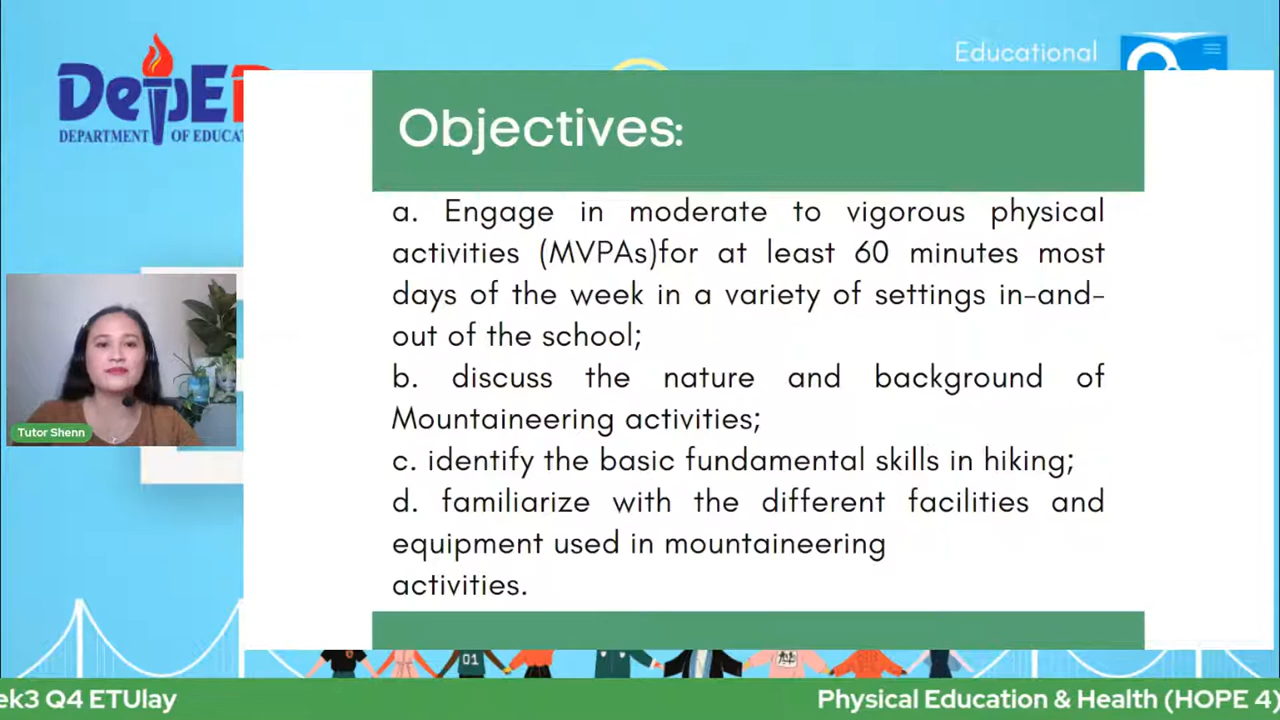 Educational
DepE
DEPARTMENT OF EDUCAT
Objectives:
a. Engage in moderate to vigorous physical
activities (MVPAs)for at least 60 minutes most
days of the week in a variety of settings in-and-
out of the school;
b. discuss the nature and background of
Mountaineering activities;
c. identify the basic fundamental skills in hiking;
d. familiarize with the different facilities and
equipment used in mountaineering
activities.
Tutor Shenn
01
ek3 Q4 ETUlay
Physical Education & Health (HOPE 4)